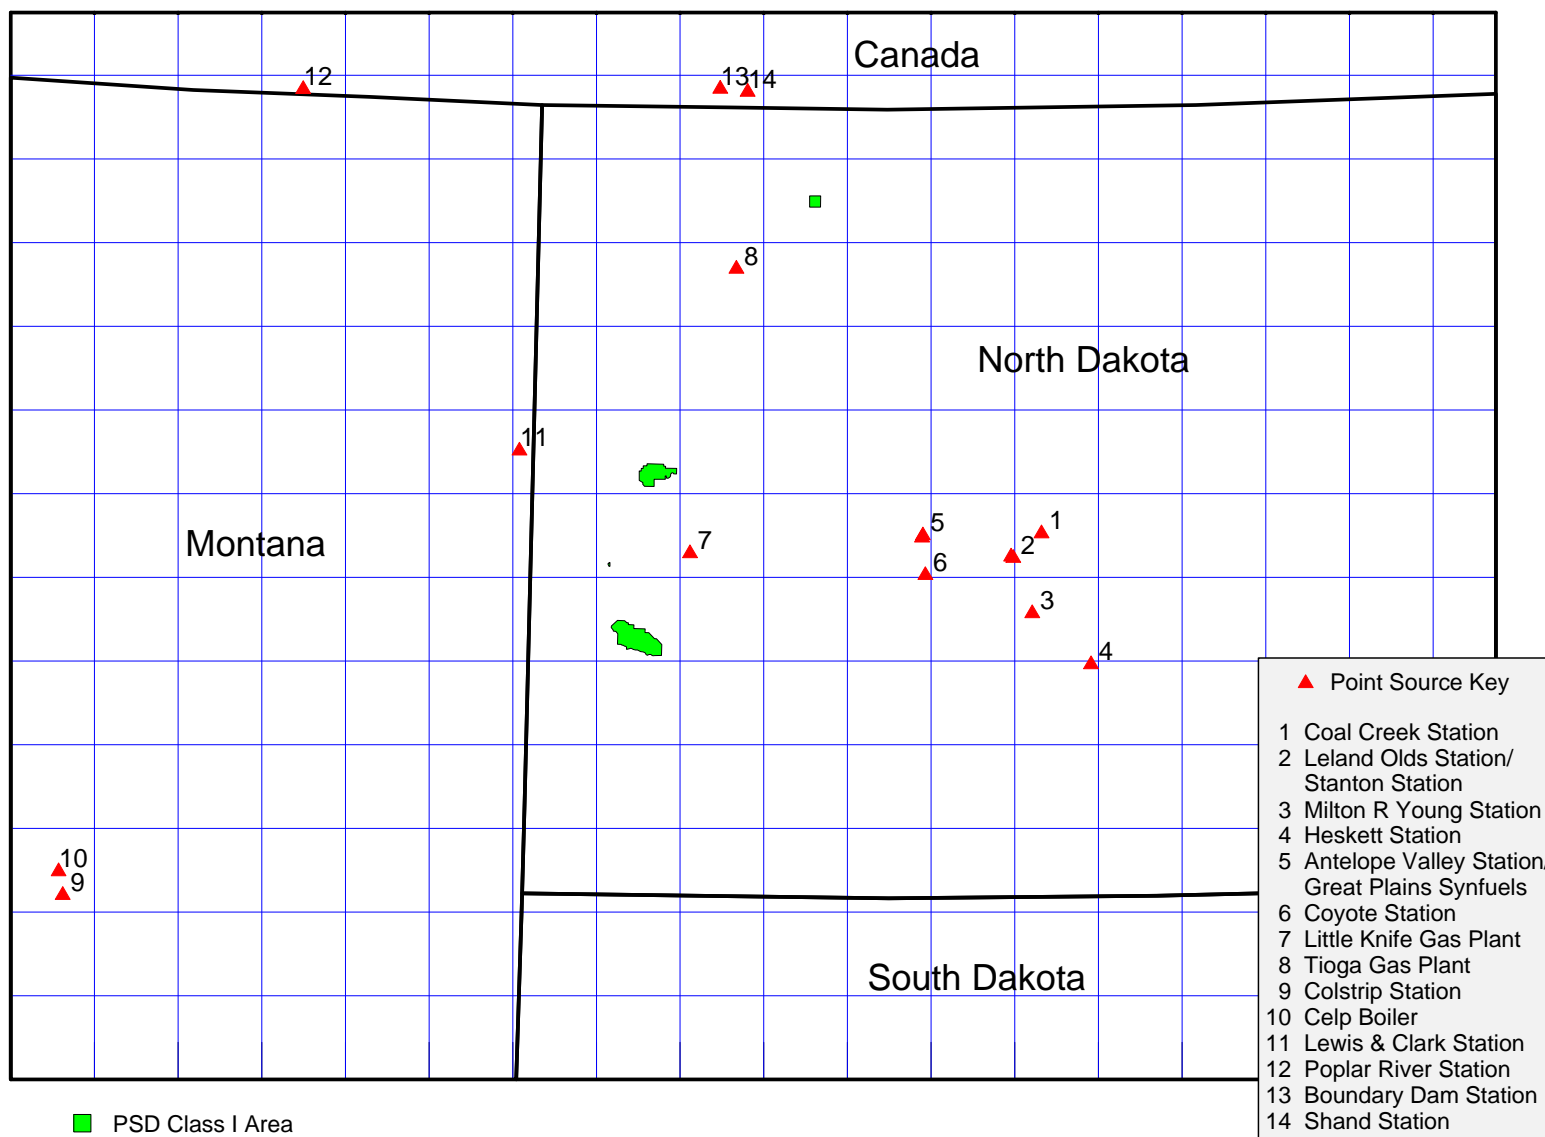 Canada
12
13
14
8
North Dakota
11
Montana
7
5
1
2
6
3
4
10
9
South Dakota
Point Source Key
1 Coal Creek Station
2 Leland Olds Station/
Stanton Station
3 Milton R Young Station
4 Heskett Station
5 Antelope Valley Station/
Great Plains Synfuels
6 Coyote Station
7 Little Knife Gas Plant
8 Tioga Gas Plant
9 Colstrip Station
10 Celp Boiler
11 Lewis & Clark Station
12 Poplar River Station
13 Boundary Dam Station
14 Shand Station
PSD Class I Area